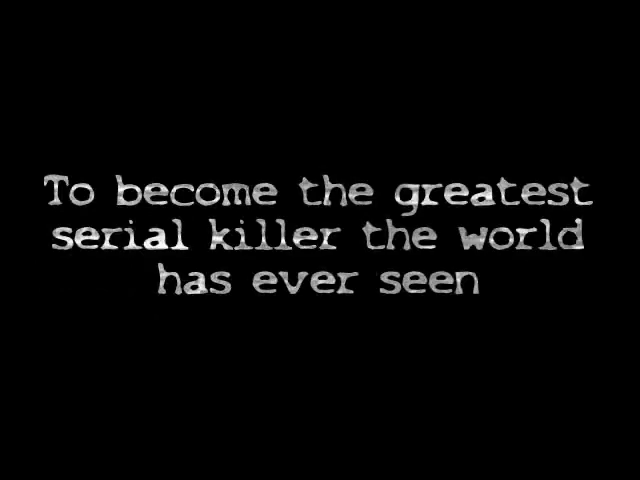 To become the greatest
serial killer the world
has ever seen